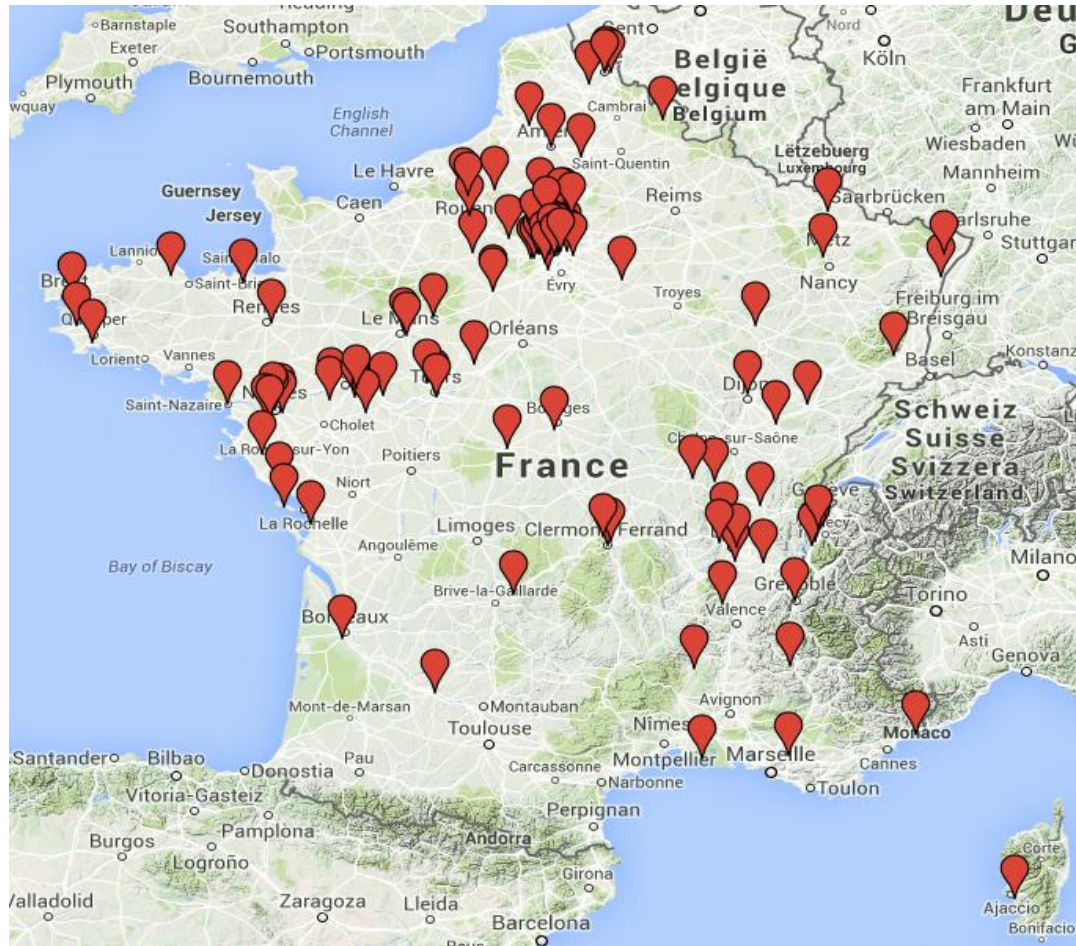 Barnstaple
Southampton
Exeter
Portsmouth
Plymouth
Bournemouth
English
Channel
Nord
Köln
België
Belgium
Frankfurt
am Main
Cambrai
Wiesbaden
Lëtzebuerg
Luxembourg
Saint-Quentin
Mannheim
Le Havre
Guernsey
Saarbrücken
Reims
Caen
Jersey
Évry
Nancy
Troyes
Freiburg im
Breisgau
Le Mans
Orléans
Lorient
Vannes
Basel
Konstanz
Saint-Nazaire
Cholet
Schweiz
Suisse
Svizzera
Switzerland
Poitiers
France
Niort
La Rochelle
Limoges
Clermont Ferrand
Angoulême
Milano
Bay of Biscay
Brive-la-Gaillarde
Valence
Torino
Asti
Genova
Mont-de-Marsan
Montauban
Avignon
Toulouse
Nîmes
Monaco
Santander
Bilbao
Donostia
Pau
Montpellier
Marseille
Cannes
Carcassonne
Narbonne
Toulon
Vitoria-Gasteiz
Perpignan
Pamplona
Andorra
Burgos
Logroño
Corte
Girona
Zaragoza
Lleida
Ajaccio
Barcelona
Bonifacio